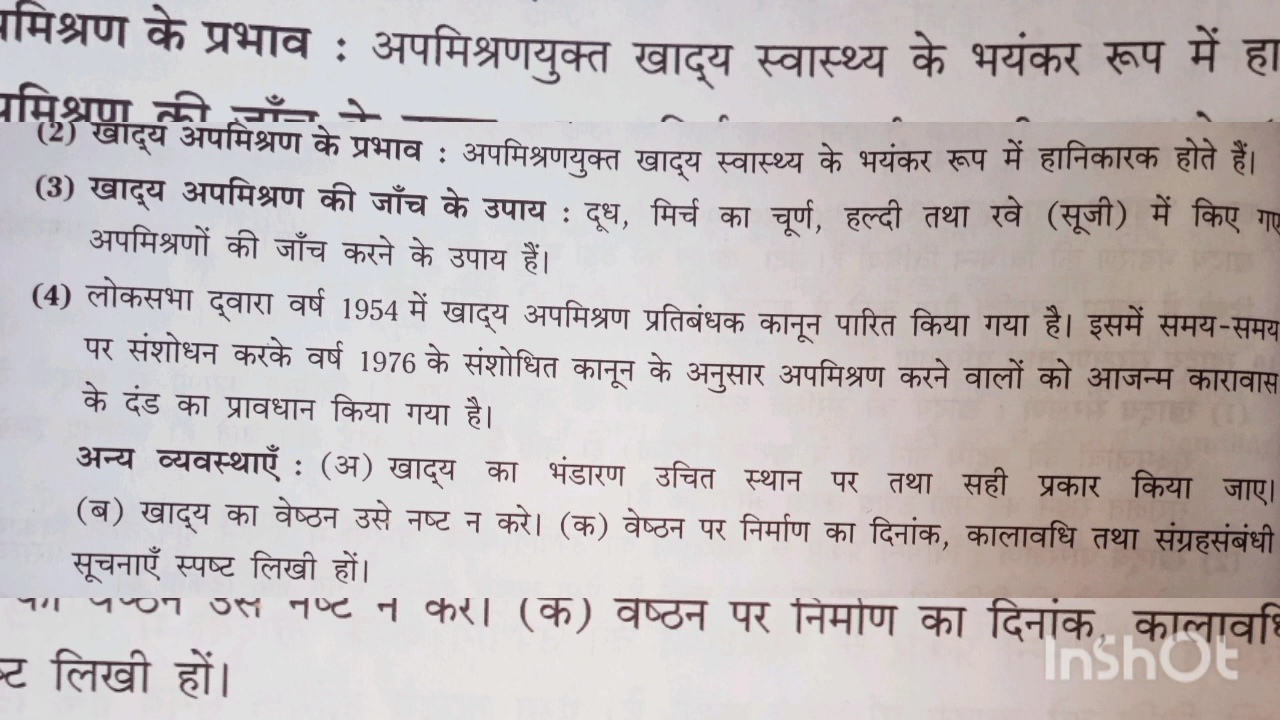 पमिश्रण के प्रभाव : अपमिश्रणयुक्त खाद्य स्वास्थ्य के भयंकर रूप में हा
पमिश्रण की जाँच के
(2) खाद्य अपमिश्रण के प्रभाव : अपमिश्रणयुक्त खाद्य स्वास्थ्य के भयंकर रूप में हानिकारक होते हैं।
(3) खाद्य अपमिश्रण की जाँच के उपाय : दूध, मिर्च का चूर्ण, हल्दी तथा रवे (सूजी) में किए गए
अपमिश्रणों की जाँच करने के उपाय हैं।
(4) लोकसभा द्वारा वर्ष 1954 में खाद्य अपमिश्रण प्रतिबंधक कानून पारित किया गया है। इसमें समय-समय
पर संशोधन करके वर्ष 1976 के संशोधित कानून के अनुसार अपमिश्रण करने वालों को आजन्म कारावास
के दंड का प्रावधान किया गया है।
अन्य व्यवस्थाएँ : (अ) खाद्य का भंडारण उचित स्थान पर तथा सही प्रकार किया जाए।
(ब) खाद्य का वेष्ठन उसे नष्ट न करे। (क) वेष्ठन पर निर्माण का दिनांक, कालावधि तथा संग्रहसंबंधी
सूचनाएँ स्पष्ट लिखी हों।
का वेष्ठन उसे नष्ट न करे। (क) वेष्ठन पर निर्माण का दिनांक, कालावधि
ष्ट लिखी हों।
InShOt